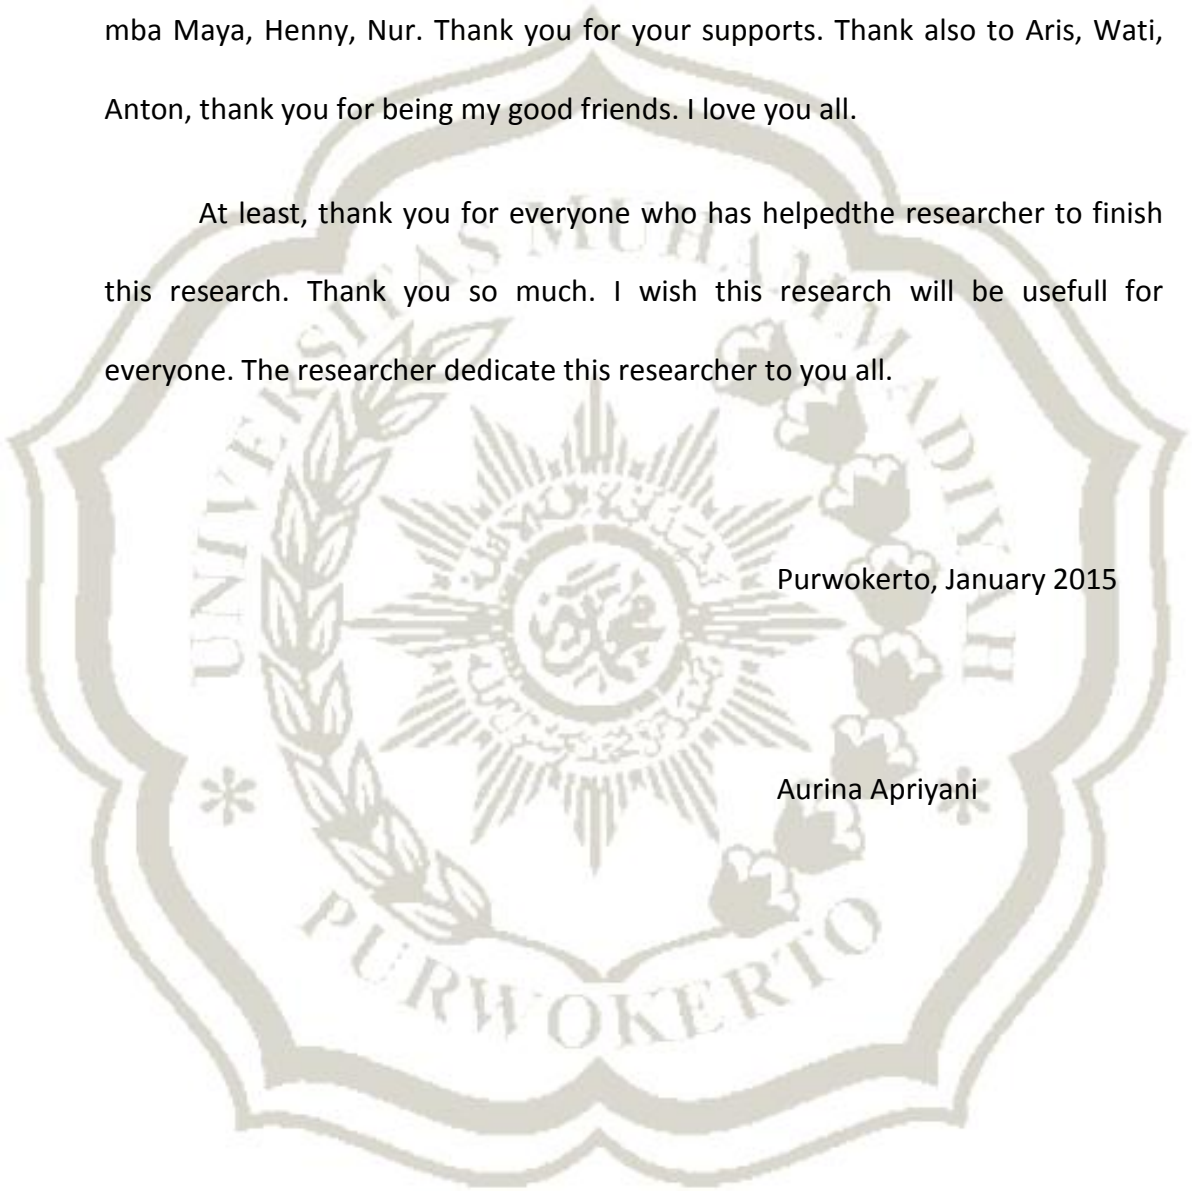 mba Maya, Henny, Nur. Thank you for your supports. Thank also to Aris, Wati,
Anton, thank you for being my good friends. I love you all.
At least, thank you for everyone who has helpedthe researcher to finish
this research. Thank you so much. I wish this research will be usefull for
everyone. The researcher dedicate this researcher to you all.
UNIVERSITAS MUHAMMADIYAH
Purwokerto, January 2015
Aurina Apriyani
PURWOKERTO